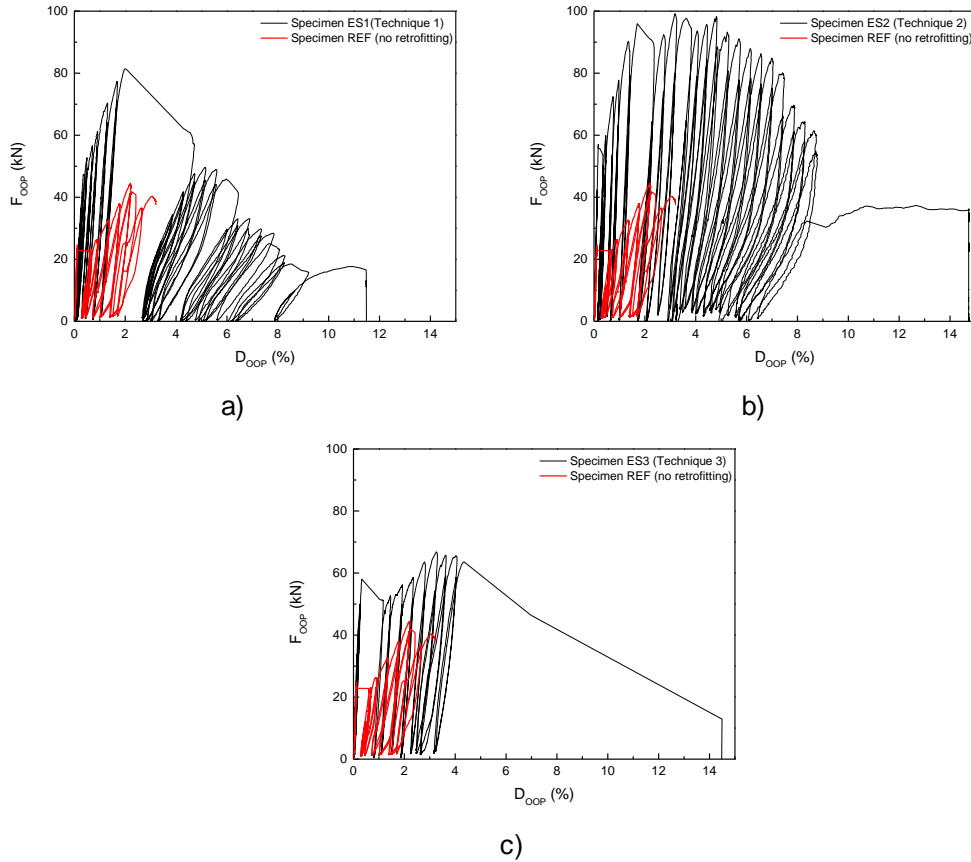 Specimen ES1(Technique 1)
Specimen REF (no retrofitting)
100
80
60
40
20
0
F_OOP (kN)
0 2 4 6 8 10 12 14
D_OOP (%)
a)
Specimen ES2 (Technique 2)
Specimen REF (no retrofitting)
100
80
60
40
20
0
F_OOP (kN)
0 2 4 6 8 10 12 14
D_OOP (%)
b)
Specimen ES3 (Technique 3)
Specimen REF (no retrofitting)
100
80
60
40
20
0
F_OOP (kN)
0 2 4 6 8 10 12 14
D_OOP (%)
c)